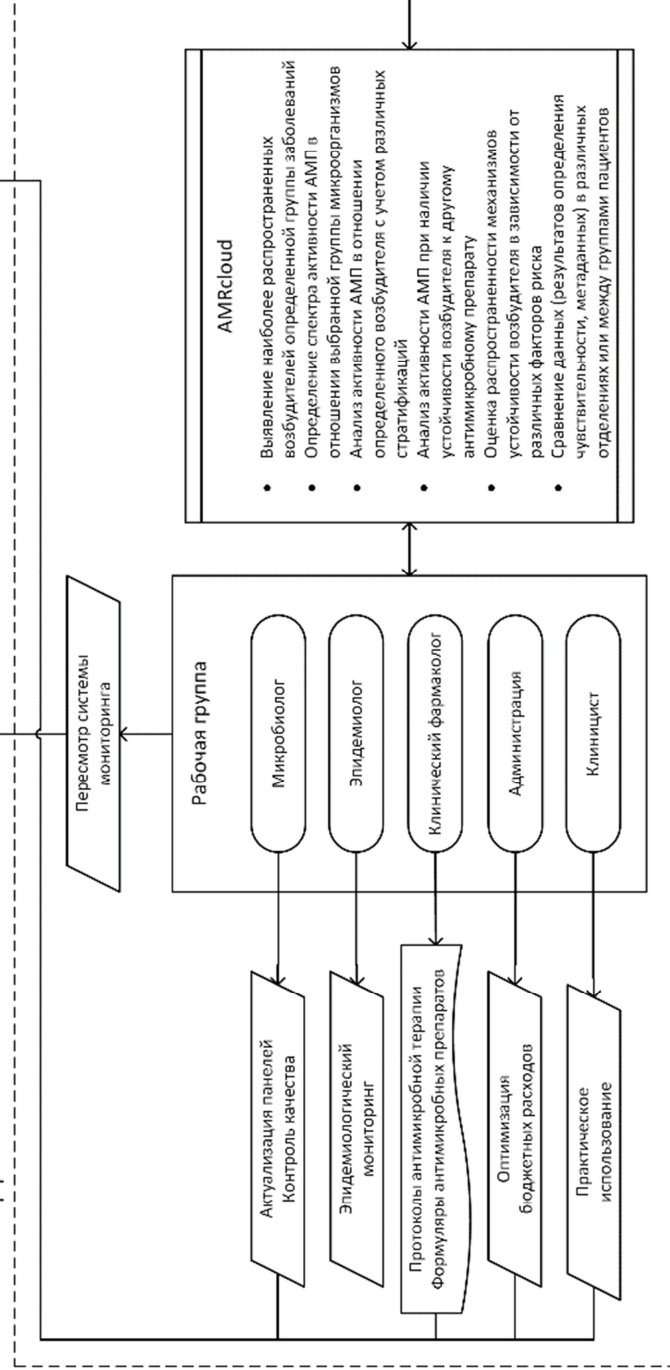 Пересмотр системы
мониторинга
Рабочая группа
Микробиолог
Эпидемиолог
Клинический фармаколог
Администрация
Клиницист
Актуализация панелей
Контроль качества
Эпидемиологический
мониторинг
Протоколы антимикробной терапии
Формуляры антимикробных препаратов
Оптимизация
бюджетных расходов
Практическое
использование
AMRcloud
• Выявление наиболее распространенных
возбудителей определенной группы заболеваний
• Определение спектра активности АМП в
отношении выбранной группы микроорганизмов
• Анализ активности АМП в отношении
определенного возбудителя с учетом различных
стратификаций
• Анализ активности АМП при наличии
устойчивости возбудителя к другому
антимикробному препарату
• Оценка распространенности механизмов
устойчивости возбудителя в зависимости от
различных факторов риска
• Сравнение данных (результатов определения
чувствительности, метаданных) в различных
отделениях или между группами пациентов